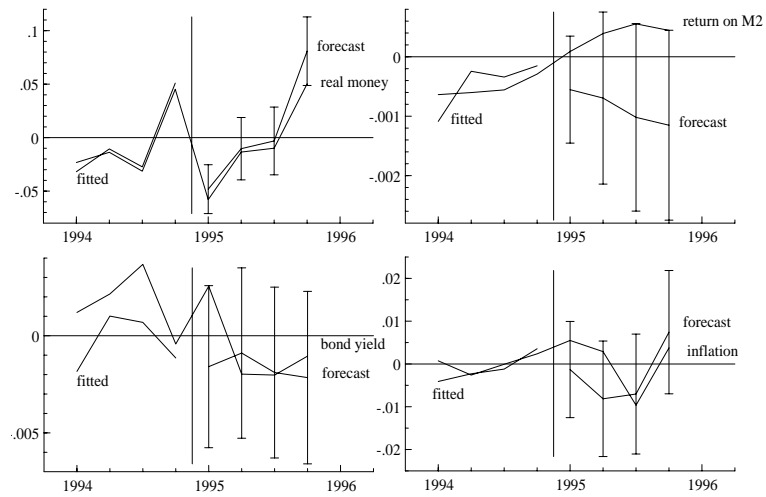 .1
forecast
real money
.05
0
fitted
-.05
1994 1995 1996
return on M2
0
-.001
fitted
forecast
-.002
1994 1995 1996
0
bond yield
fitted
forecast
.005
1994 1995 1996
.02
.01
forecast
inflation
0
fitted
-.01
-.02
1994 1995 1996